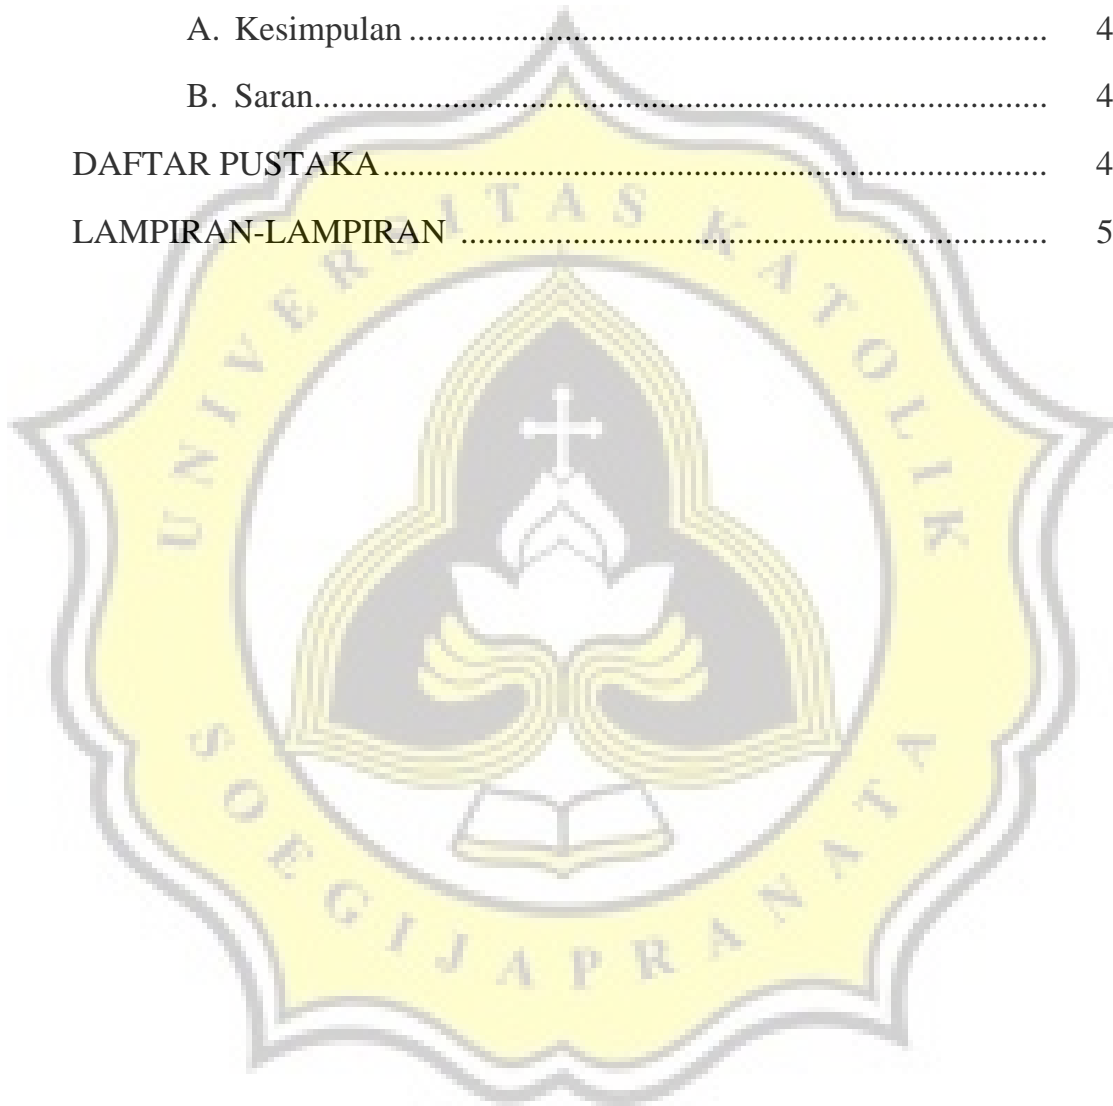 A. Kesimpulan ........................................................................... 4
B. Saran...................................................................................... 4
DAFTAR PUSTAKA.............................................................................. 4
LAMPIRAN-LAMPIRAN ..................................................................... 5
UNIVERSITAS KATOLIK
SOEGIJAPRANATA